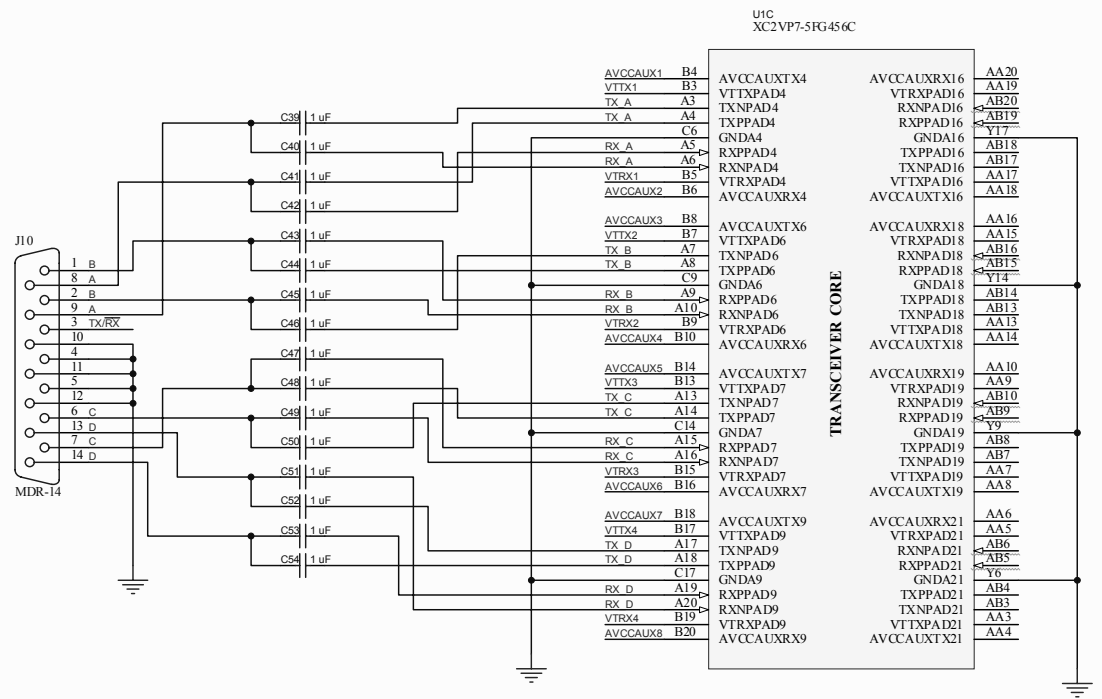 U1C
XC2VP7-5FG456C
AVCCAUX1 B4 AVCCAUXTX4 AVCCAUXRX16 AA20
VTTX1 B3 VTTXPAD4 VTRXPAD16 AA19
TX_A A3 TXNPAD4 RXNPAD16 AB20
C39 1 uF TX_A A4 TXPPAD4 RXPPAD16 AB19
C6 GNDA4 GNDA16 Y17
C40 1 uF RX_A A5 RXPPAD4 TXPPAD16 AB18
RX_A A6 RXNPAD4 TXNPAD16 AB17
C41 1 uF VTRX1 B5 VTRXPAD4 VTTXPAD16 AA17
AVCCAUX2 B6 AVCCAUXRX4 AVCCAUXTX16 AA18
C42 1 uF
AVCCAUX3 B8 AVCCAUXTX6 AVCCAUXRX18 AA16
C43 1 uF VTTX2 B7 VTTXPAD6 VTRXPAD18 AA15
J10 TX_B A7 TXNPAD6 RXNPAD18 AB16
1 B C44 1 uF TX_B A8 TXPPAD6 RXPPAD18 AB15
8 A C9 GNDA6 GNDA18 Y14
2 B C45 1 uF RX_B A9 RXPPAD6 TXPPAD18 AB14
9 A RX_B A10 RXNPAD6 TXNPAD18 AB13
3 TX/RX C46 1 uF VTRX2 B9 VTRXPAD6 VTTXPAD18 AA13
10 AVCCAUX4 B10 AVCCAUXRX6 AVCCAUXTX18 AA14
TRANSCEIVER CORE
4 C47 1 uF
11 AVCCAUX5 B14 AVCCAUXTX7 AVCCAUXRX19 AA10
5 C48 1 uF VTTX3 B13 VTTXPAD7 VTRXPAD19 AA9
12 TX_C A13 TXNPAD7 RXNPAD19 AB10
6 C C49 1 uF TX_C A14 TXPPAD7 RXPPAD19 AB9
13 D C14 GNDA7 GNDA19 Y9
7 C C50 1 uF RX_C A15 RXPPAD7 TXPPAD19 AB8
14 D RX_C A16 RXNPAD7 TXNPAD19 AB7
C51 1 uF VTRX3 B15 VTRXPAD7 VTTXPAD19 AA7
MDR-14 AVCCAUX6 B16 AVCCAUXRX7 AVCCAUXTX19 AA8
C52 1 uF
AVCCAUX7 B18 AVCCAUXTX9 AVCCAUXRX21 AA6
C53 1 uF VTTX4 B17 VTTXPAD9 VTRXPAD21 AA5
TX_D A17 TXNPAD9 RXNPAD21 AB6
C54 1 uF TX_D A18 TXPPAD9 RXPPAD21 AB5
C17 GNDA9 GNDA21 Y6
RX_D A19 RXPPAD9 TXPPAD21 AB4
RX_D A20 RXNPAD9 TXNPAD21 AB3
VTRX4 B19 VTRXPAD9 VTTXPAD21 AA3
AVCCAUX8 B20 AVCCAUXRX9 AVCCAUXTX21 AA4